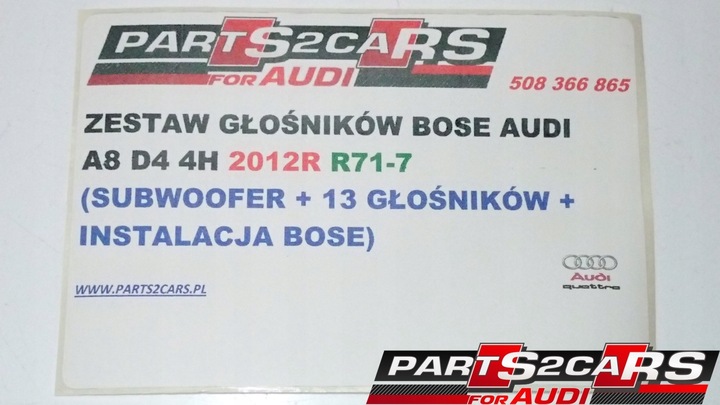 PARTS2CARS
FOR AUDI
508 366 865
ZESTAW GŁOŚNIKÓW BOSE AUDI
A8 D4 4H 2012R R71-7
(SUBWOOFER + 13 GŁOŚNIKÓW +
INSTALACJA BOSE)
WWW.PARTS2CARS.PL
Audi
quattro
PARTS2CARS
FOR AUDI